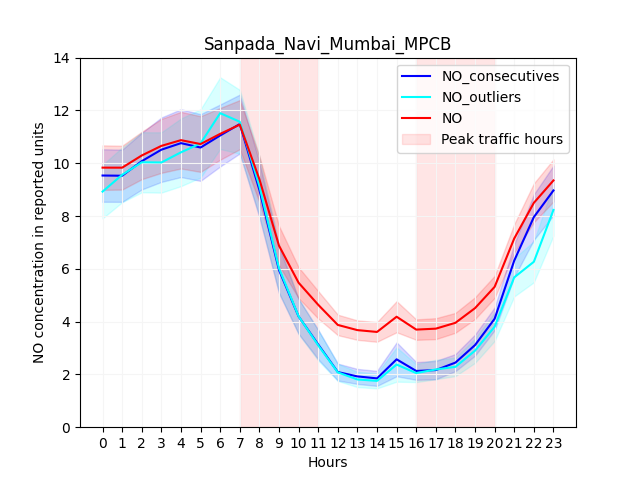 Sanpada_Navi_Mumbai_MPCB
NO concentration in reported units
14
12
10
8
6
4
2
0
NO_consecutives
NO_outliers
NO
Peak traffic hours
0 1 2 3 4 5 6 7 8 9 10 11 12 13 14 15 16 17 18 19 20 21 22 23
Hours